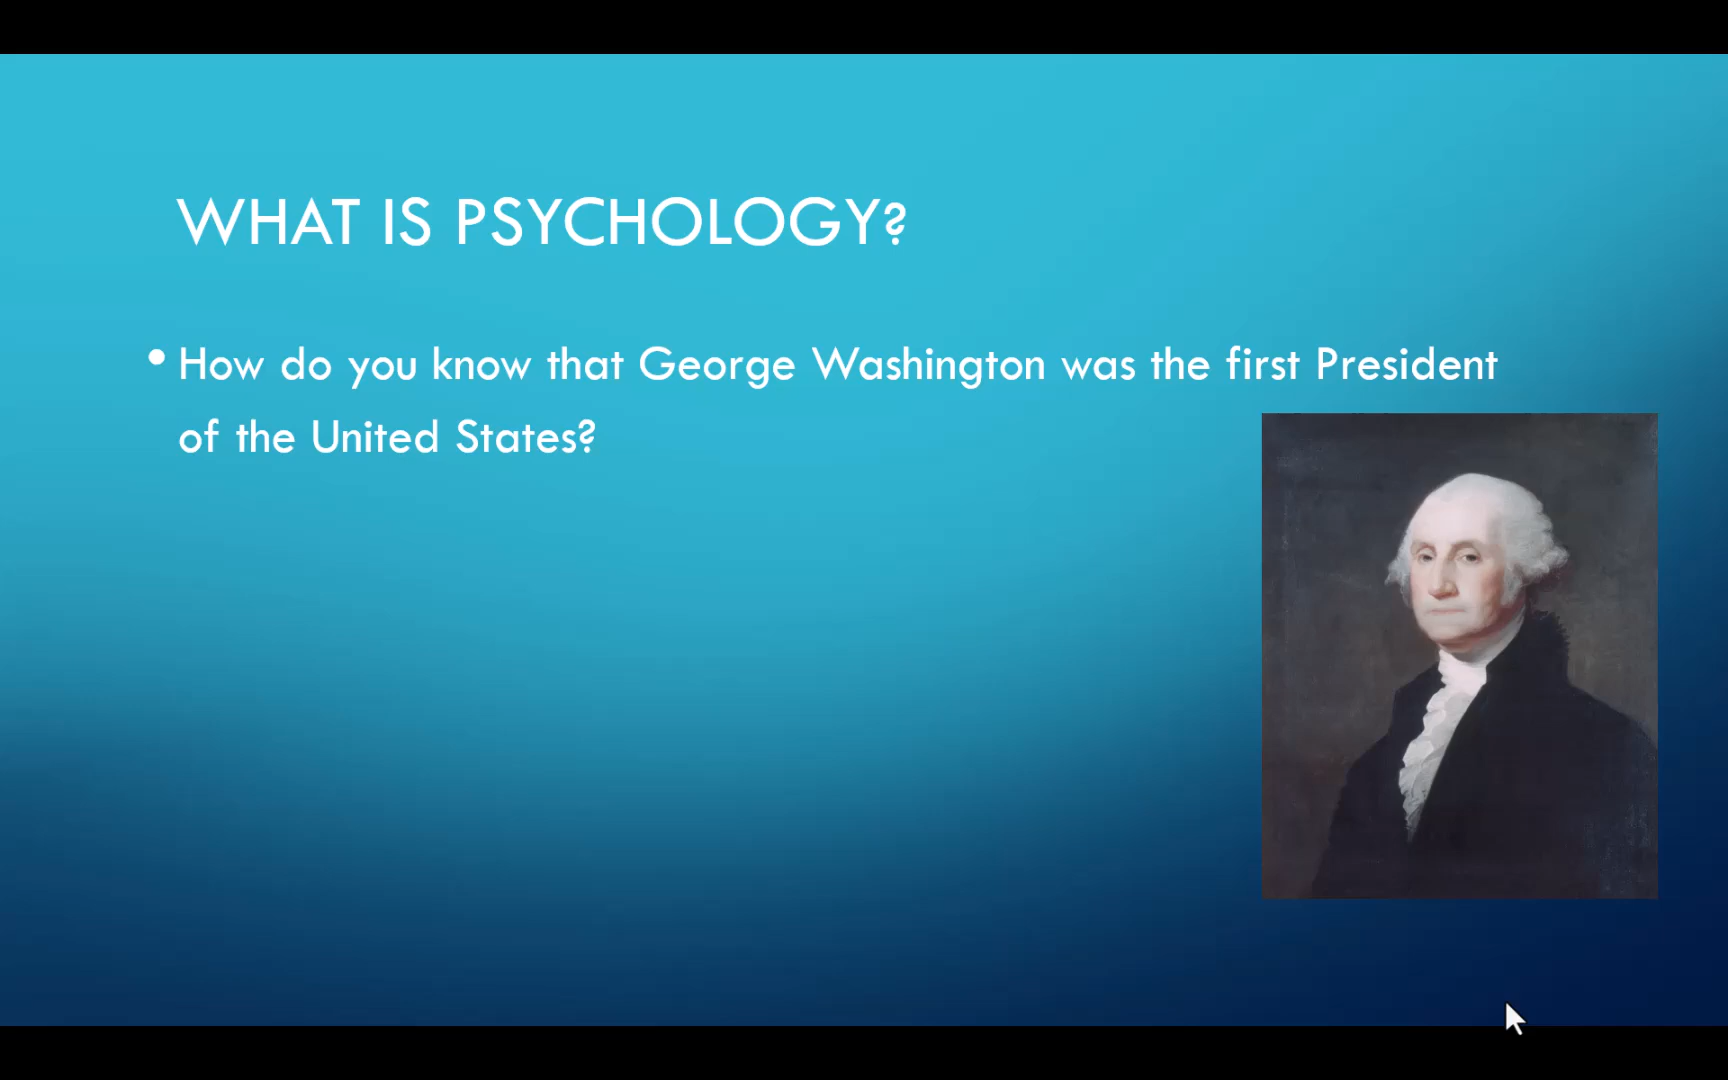 WHAT IS PSYCHOLOGY?
• How do you know that George Washington was the first President
of the United States?